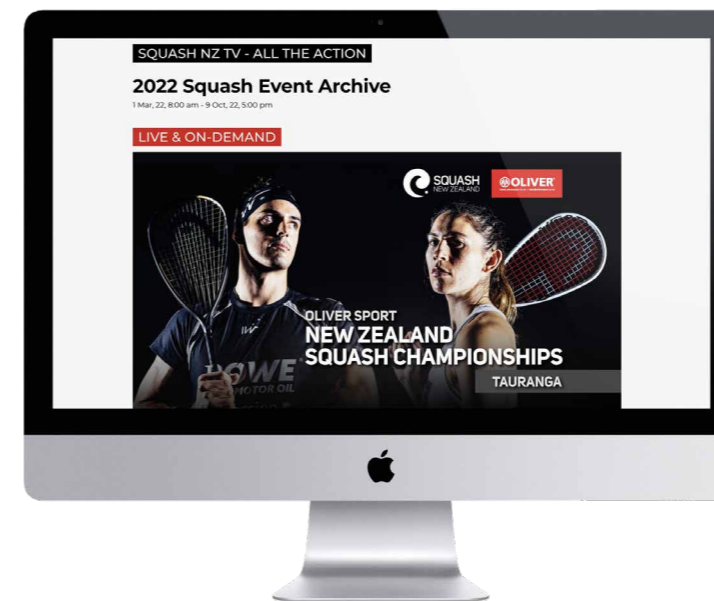 SQUASH NZ TV - ALL THE ACTION
2022 Squash Event Archive
1 Mar, 22, 8:00 am - 9 Oct, 22, 5:00 pm
LIVE & ON-DEMAND
SQUASH
NEW ZEALAND
OLIVER
IW
OLIVER SPORT
NEW ZEALAND
SQUASH CHAMPIONSHIPS
TAURANGA
MOTOR OIL